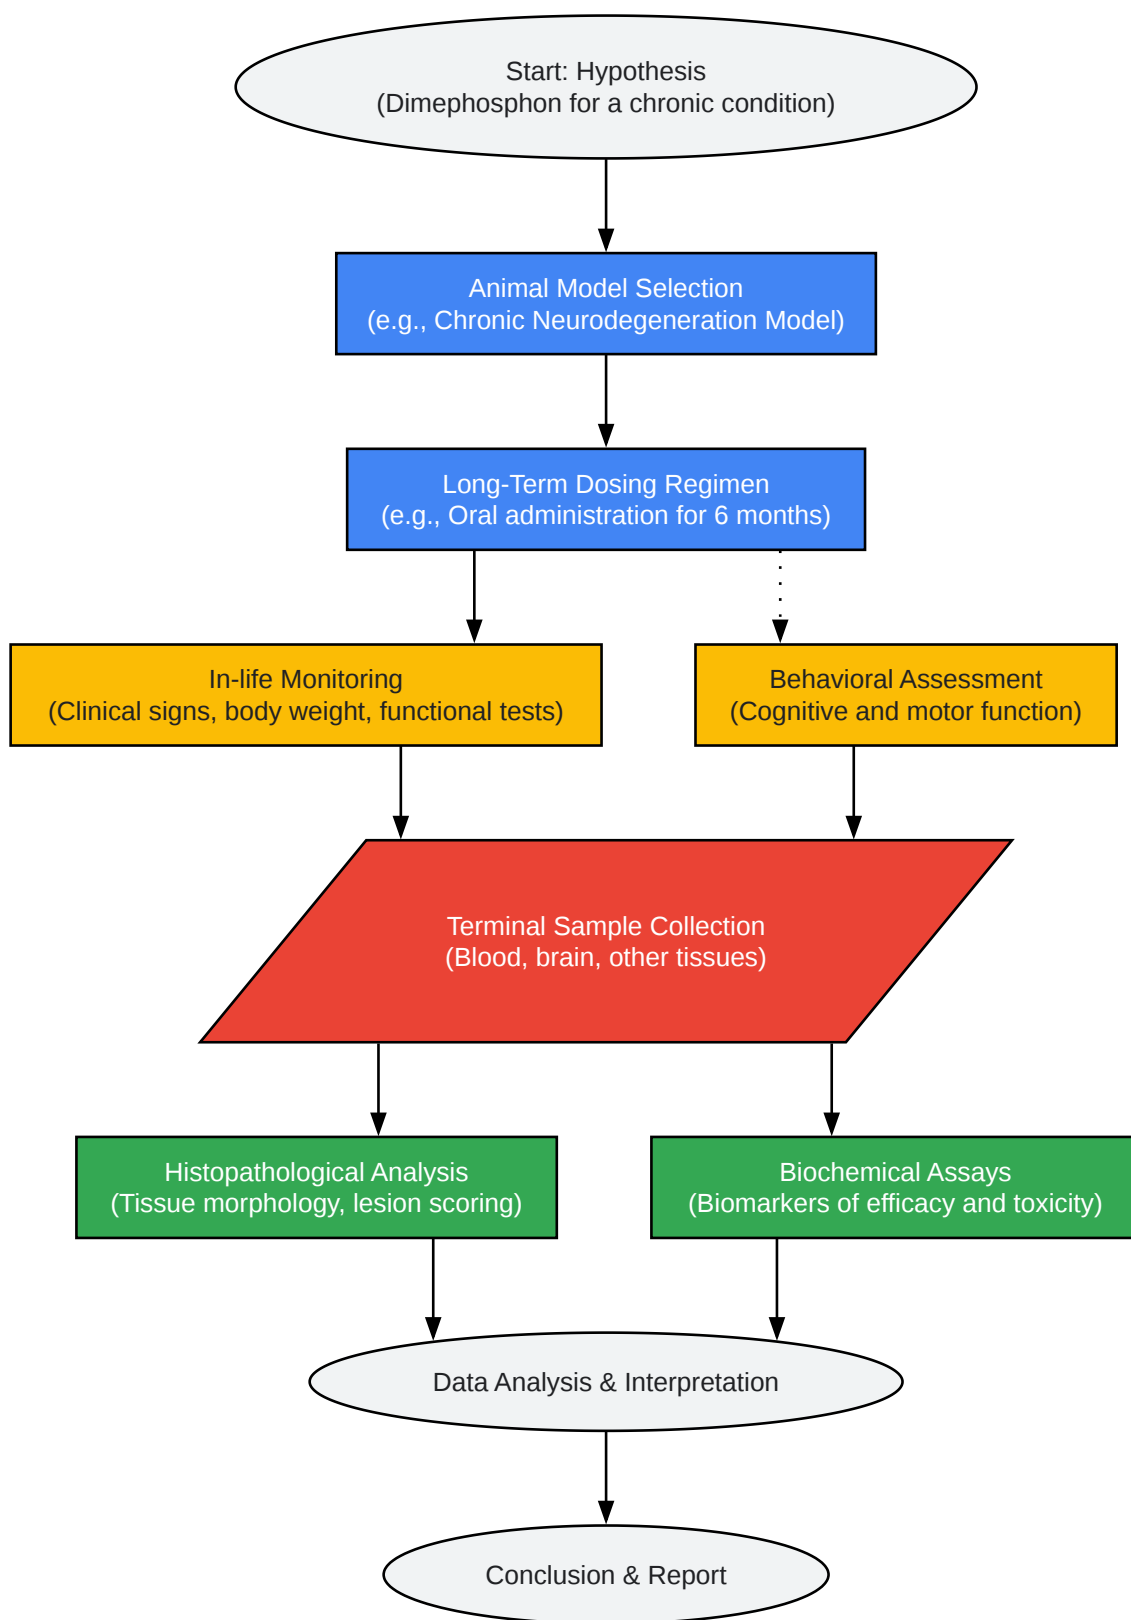 Start: Hypothesis
(Dimephosphon for a chronic condition)
Animal Model Selection
(e.g., Chronic Neurodegeneration Model)
Long-Term Dosing Regimen
(e.g., Oral administration for 6 months)
In-life Monitoring
(Clinical signs, body weight, functional tests)
Behavioral Assessment
(Cognitive and motor function)
Terminal Sample Collection
(Blood, brain, other tissues)
Histopathological Analysis
(Tissue morphology, lesion scoring)
Biochemical Assays
(Biomarkers of efficacy and toxicity)
Data Analysis & Interpretation
Conclusion & Report